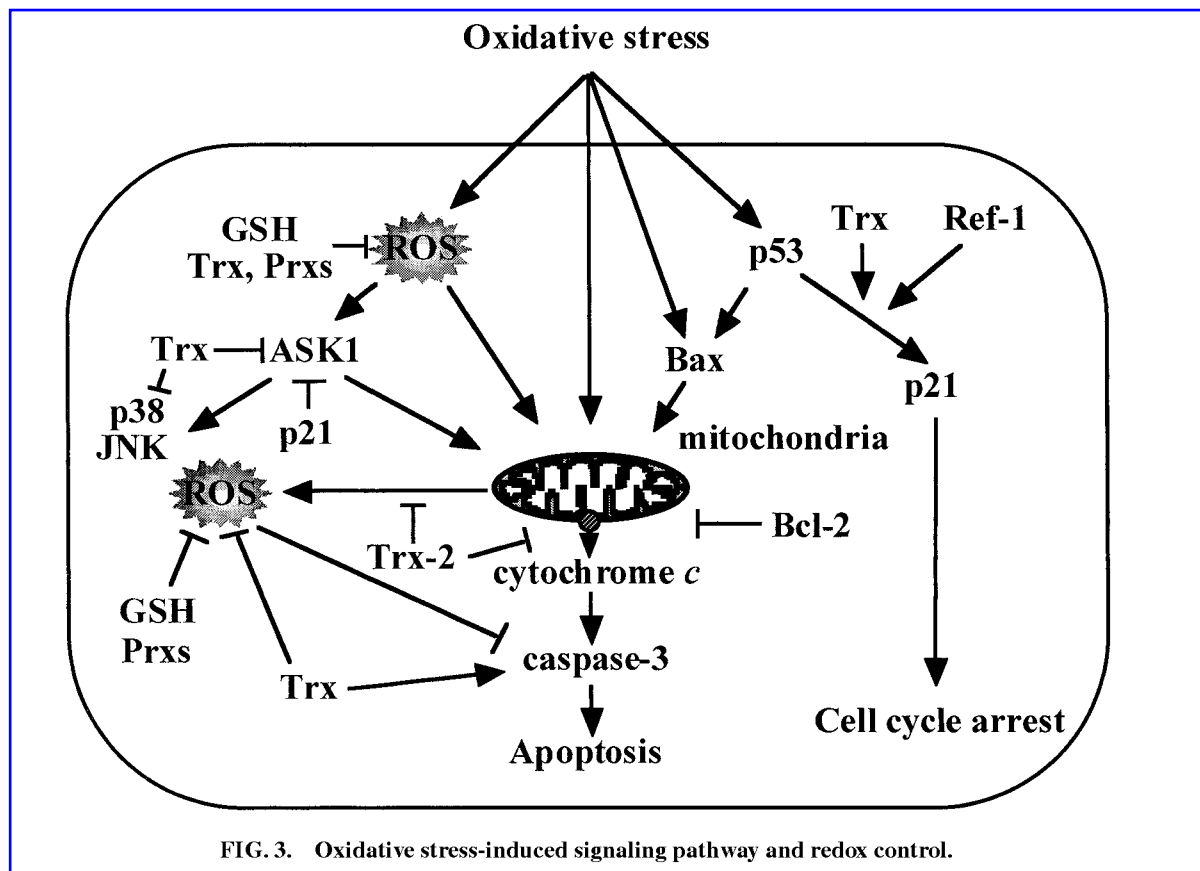 Oxidative stress
GSH
Trx, Prxs
ROS
p53
Trx
Ref-1
Trx
ASK1
Bax
p21
p38
JNK
p21
mitochondria
ROS
Trx-2
Bcl-2
cytochrome c
GSH
Prxs
Trx
caspase-3
Cell cycle arrest
Apoptosis
FIG. 3. Oxidative stress-induced signaling pathway and redox control.